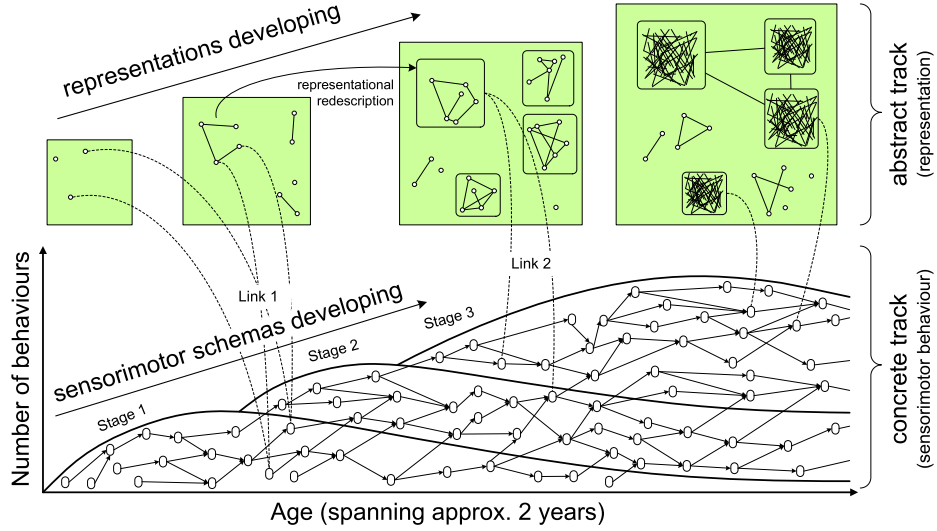 representations developing
representational
redescription
abstract track
(representation)
Link 1
Link 2
sensorimotor schemas developing
Stage 1
Stage 2
Stage 3
concrete track
(sensorimotor behaviour)
Number of behaviours
Age (spanning approx. 2 years)